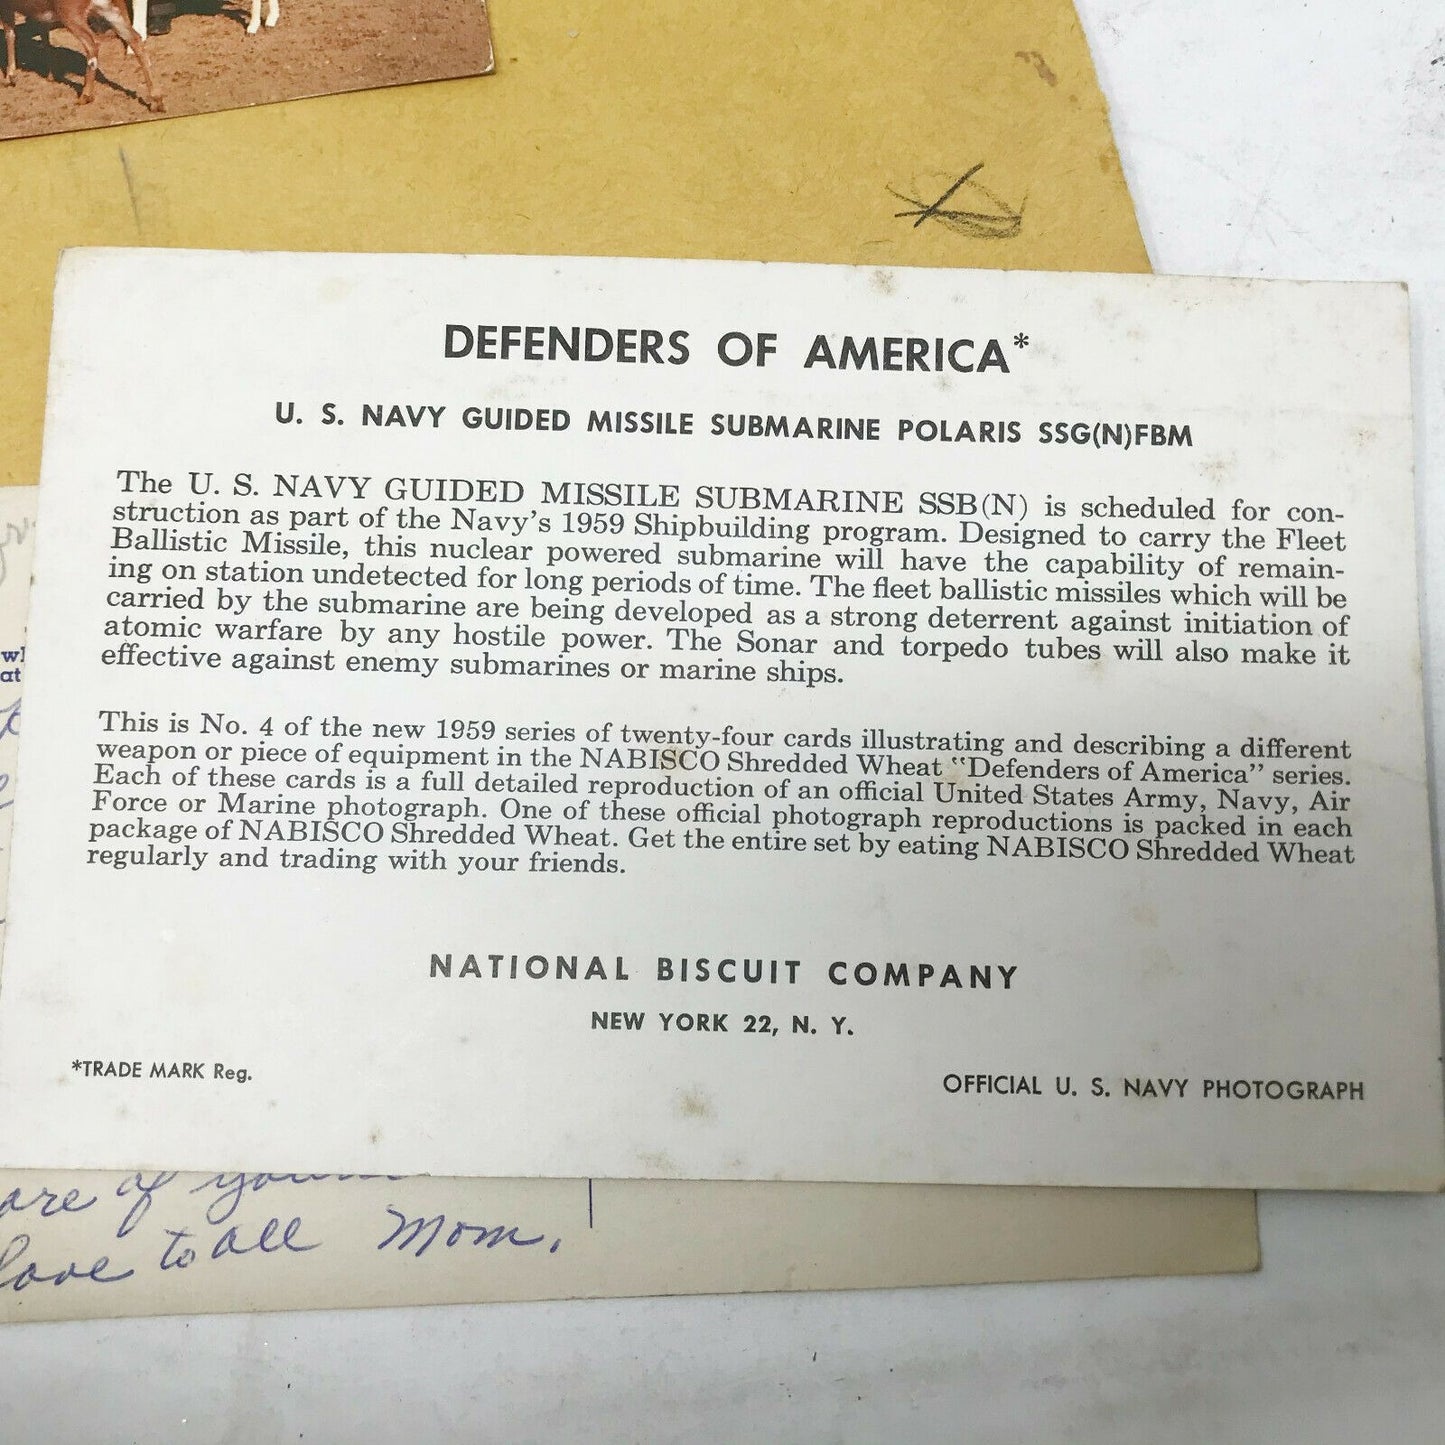 DEFENDERS OF AMERICA*
U. S. NAVY GUIDED MISSILE SUBMARINE POLARIS SSG(N)FBM
The U. S. NAVY GUIDED MISSILE SUBMARINE SSB(N) is scheduled for con-
struction as part of the Navy's 1959 Shipbuilding program. Designed to carry the Fleet
Ballistic Missile, this nuclear powered submarine will have the capability of remain-
ing on station undetected for long periods of time. The fleet ballistic missiles which will be
carried by the submarine are being developed as a strong deterrent against initiation of
atomic warfare by any hostile power. The Sonar and torpedo tubes will also make it
effective against enemy submarines or marine ships.
This is No. 4 of the new 1959 series of twenty-four cards illustrating and describing a different
weapon or piece of equipment in the NABISCO Shredded Wheat "Defenders of America" series.
Each of these cards is a full detailed reproduction of an official United States Army, Navy, Air
Force or Marine photograph. One of these official photograph reproductions is packed in each
package of NABISCO Shredded Wheat. Get the entire set by eating NABISCO Shredded Wheat
regularly and trading with your friends.
NATIONAL BISCUIT COMPANY
NEW YORK 22, N. Y.
*TRADE MARK Reg.
OFFICIAL U. S. NAVY PHOTOGRAPH
at
of
love to all Mom.